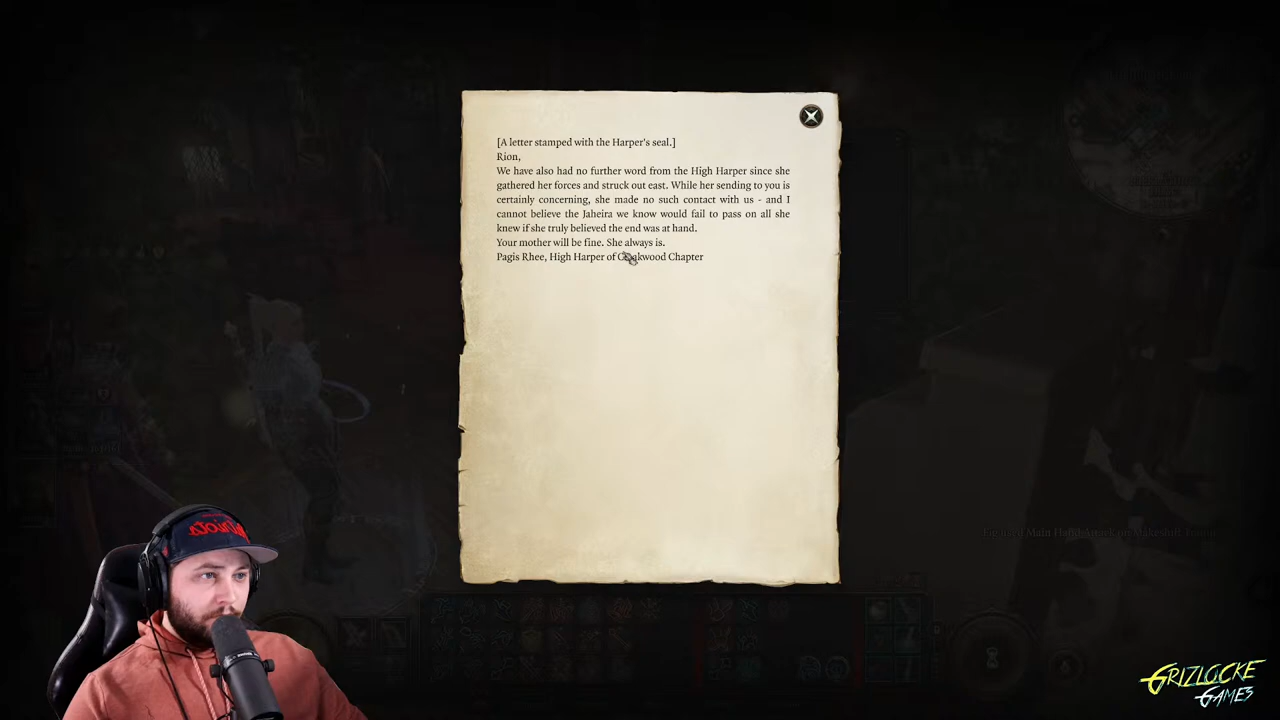 [A letter stamped with the Harper's seal.]
Rion,
We have also had no further word from the High Harper since she
gathered her forces and struck out east. While her sending to you is
certainly concerning, she made no such contact with us - and I
cannot believe the Jaheira we know would fail to pass on all she
knew if she truly believed the end was at hand.
Your mother will be fine. She always is.
Pagis Rhee, High Harper of Cloakwood Chapter
GRIZLOCKE
GAMES